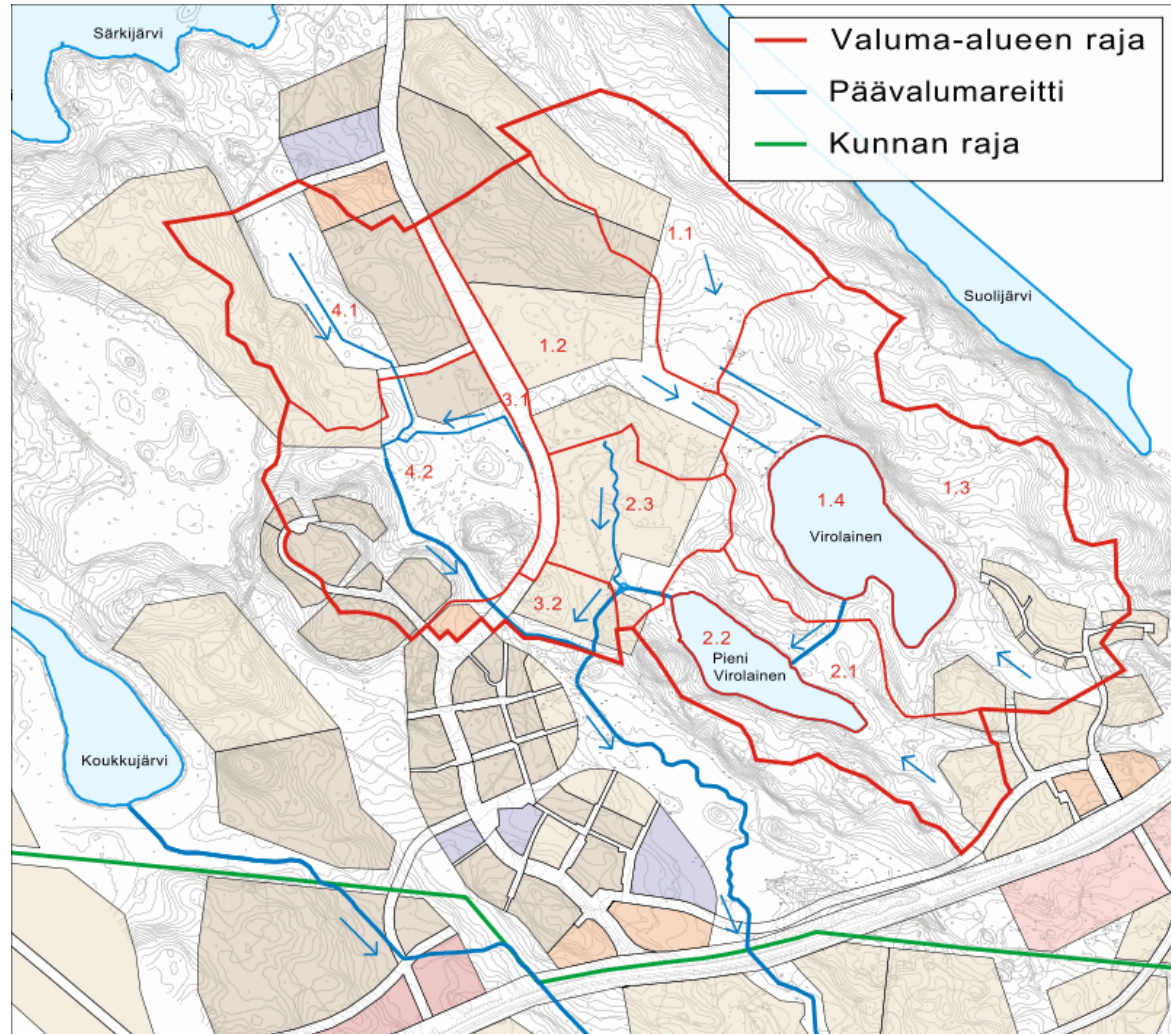 Särkijärvi
Valuma-alueen raja
Päävalumareitti
Kunnan raja
1.1
Suolijärvi
4.1
1.2
3.1
4.2
1.3
2.3
1.4
Virolainen
3.2
2.2
Pieni
Virolainen
2.1
Koukkujärvi